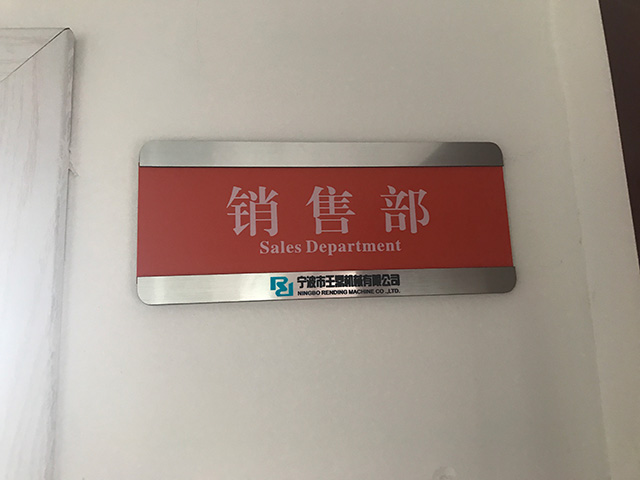 销售部
Sales Department
宁波市壬鼎机械有限公司
NINGBO RENDING MACHINE CO.,LTD.